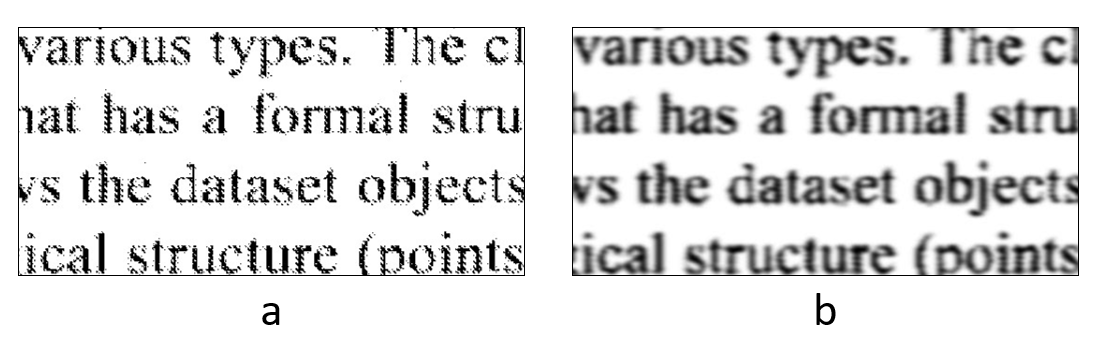 various types. The cl
hat has a formal stru
vs the dataset objects
ical structure (points
a
various types. The cl
hat has a formal stru
vs the dataset objects
ical structure (points
b